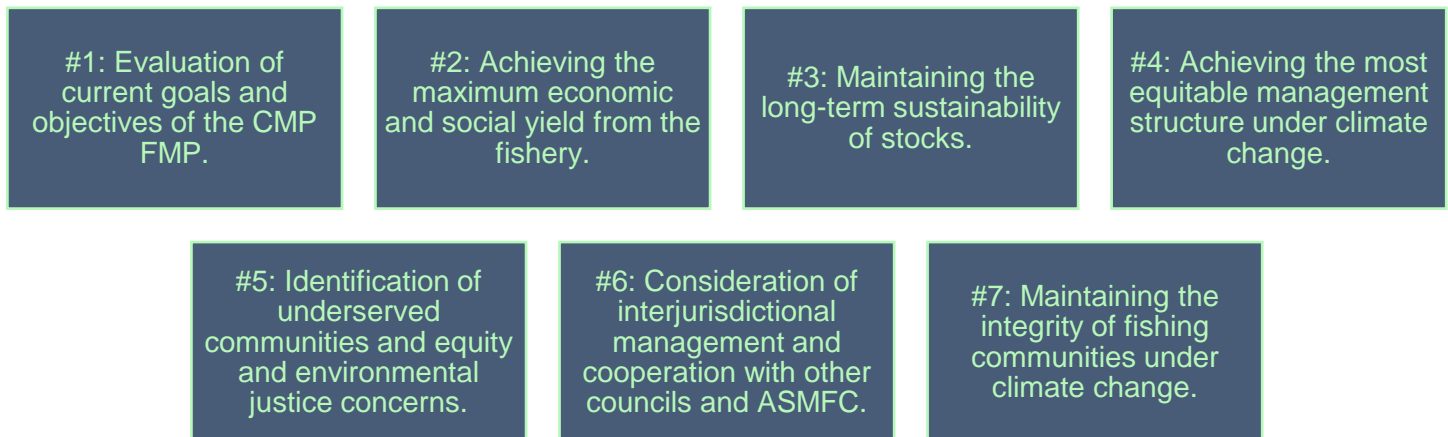 #1: Evaluation of
current goals and
objectives of the CMP
FMP.
#2: Achieving the
maximum economic
and social yield from the
fishery.
#3: Maintaining the
long-term sustainability
of stocks.
#4: Achieving the most
equitable management
structure under climate
change.
#5: Identification of
underserved
communities and equity
and environmental
justice concerns.
#6: Consideration of
interjurisdictional
management and
cooperation with other
councils and ASMFC.
#7: Maintaining the
integrity of fishing
communities under
climate change.